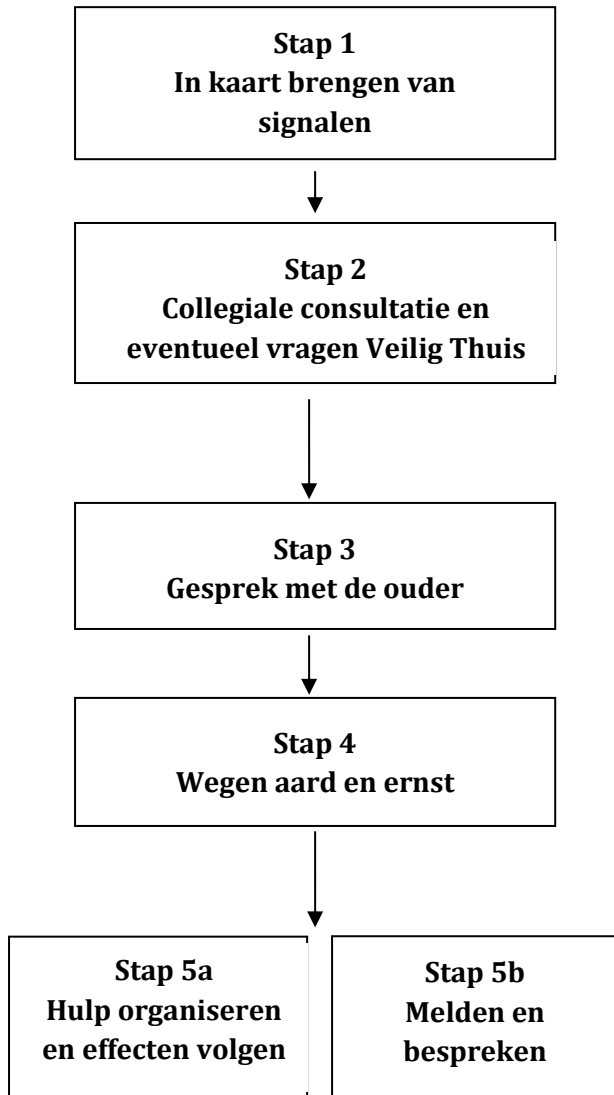 Stap 1
In kaart brengen van
signalen
Stap 2
Collegiale consultatie en
eventueel vragen Veilig Thuis
Stap 3
Gesprek met de ouder
Stap 4
Wegen aard en ernst
Stap 5a
Hulp organiseren
en effecten volgen
Stap 5b
Melden en
bespreken